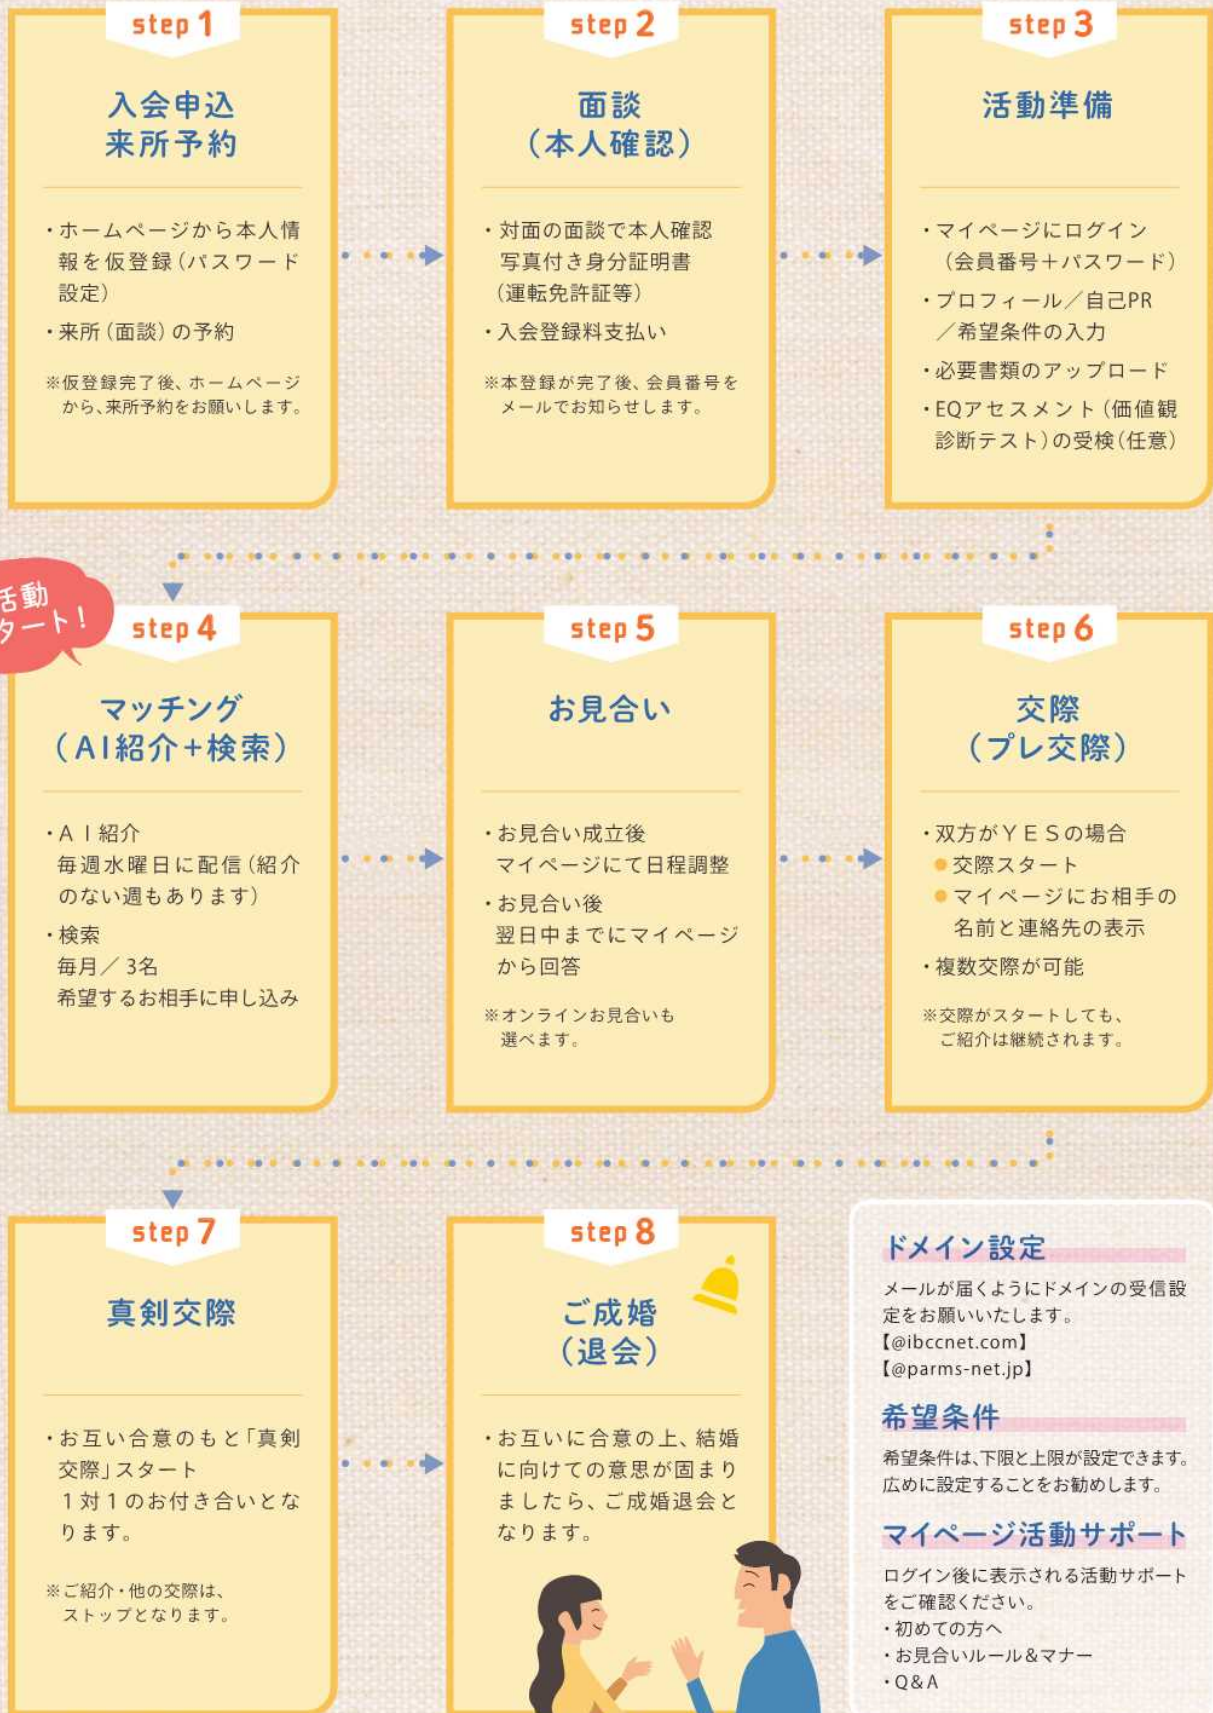 step 1
入会申込
来所予約
・ホームページから本人情
報を仮登録（パスワード
設定）
・来所（面談）の予約
※仮登録完了後、ホームページ
から、来所予約をお願いします。
step 2
面談
（本人確認）
・対面の面談で本人確認
写真付き身分証明書
（運転免許証等）
・入会登録料支払い
※本登録が完了後、会員番号を
メールでお知らせします。
step 3
活動準備
・マイページにログイン
（会員番号＋パスワード）
・プロフィール／自己PR
／希望条件の入力
・必要書類のアップロード
・EQアセスメント（価値観
診断テスト）の受検（任意）
活動
タート！
step 4
マッチング
（AI紹介＋検索）
・ＡＩ紹介
毎週水曜日に配信（紹介
のない週もあります）
・検索
毎月／3名
希望するお相手に申し込み
step 5
お見合い
・お見合い成立後
マイページにて日程調整
・お見合い後
翌日中までにマイページ
から回答
※オンラインお見合いも
選べます。
step 6
交際
（プレ交際）
・双方がＹＥＳの場合
●交際スタート
●マイページにお相手の
名前と連絡先の表示
・複数交際が可能
※交際がスタートしても、
ご紹介は継続されます。
step 7
真剣交際
・お互い合意のもと「真剣
交際」スタート
１対１のお付き合いとな
ります。
※ご紹介・他の交際は、
ストップとなります。
step 8
ご成婚
（退会）
・お互いに合意の上、結婚
に向けての意思が固まり
ましたら、ご成婚退会と
なります。
ドメイン設定
メールが届くようにドメインの受信設
定をお願いいたします。
【@ibccnet.com】
【@parms-net.jp】
希望条件
希望条件は、下限と上限が設定できます。
広めに設定することをお勧めします。
マイページ活動サポート
ログイン後に表示される活動サポート
をご確認ください。
・初めての方へ
・お見合いルール＆マナー
・Q＆A